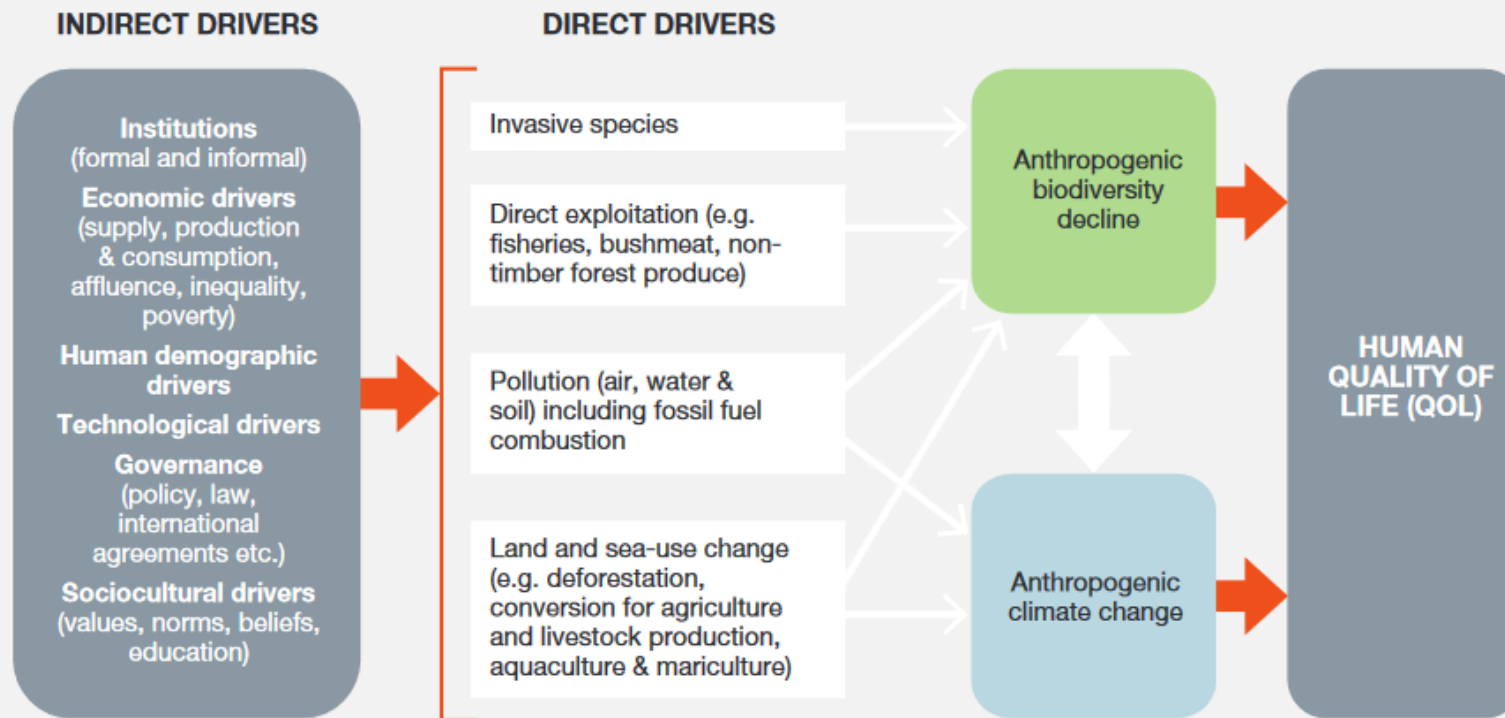 INDIRECT DRIVERS
DIRECT DRIVERS
Institutions
(formal and informal)
Economic drivers
(supply, production
& consumption,
affluence, inequality,
poverty)
Human demographic
drivers
Technological drivers
Governance
(policy, law,
international
agreements etc.)
Sociocultural drivers
(values, norms, beliefs,
education)
Invasive species
Direct exploitation (e.g.
fisheries, bushmeat, non-
timber forest produce)
Pollution (air, water &
soil) including fossil fuel
combustion
Land and sea-use change
(e.g. deforestation,
conversion for agriculture
and livestock production,
aquaculture & mariculture)
Anthropogenic
biodiversity
decline
Anthropogenic
climate change
HUMAN
QUALITY OF
LIFE (QOL)